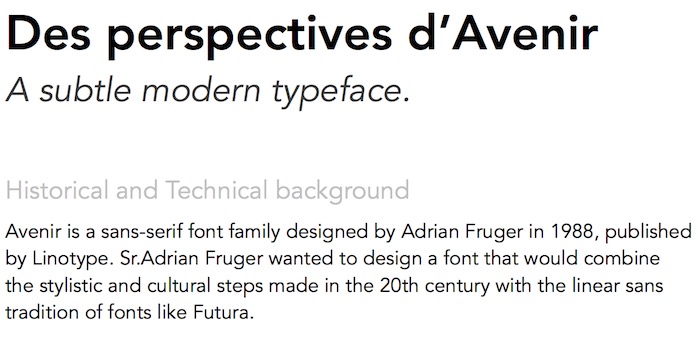 Des perspectives d’Avenir
A subtle modern typeface.
Historical and Technical background
Avenir is a sans-serif font family designed by Adrian Fruger in 1988, published
by Linotype. Sr.Adrian Fruger wanted to design a font that would combine
the stylistic and cultural steps made in the 20th century with the linear sans
tradition of fonts like Futura.